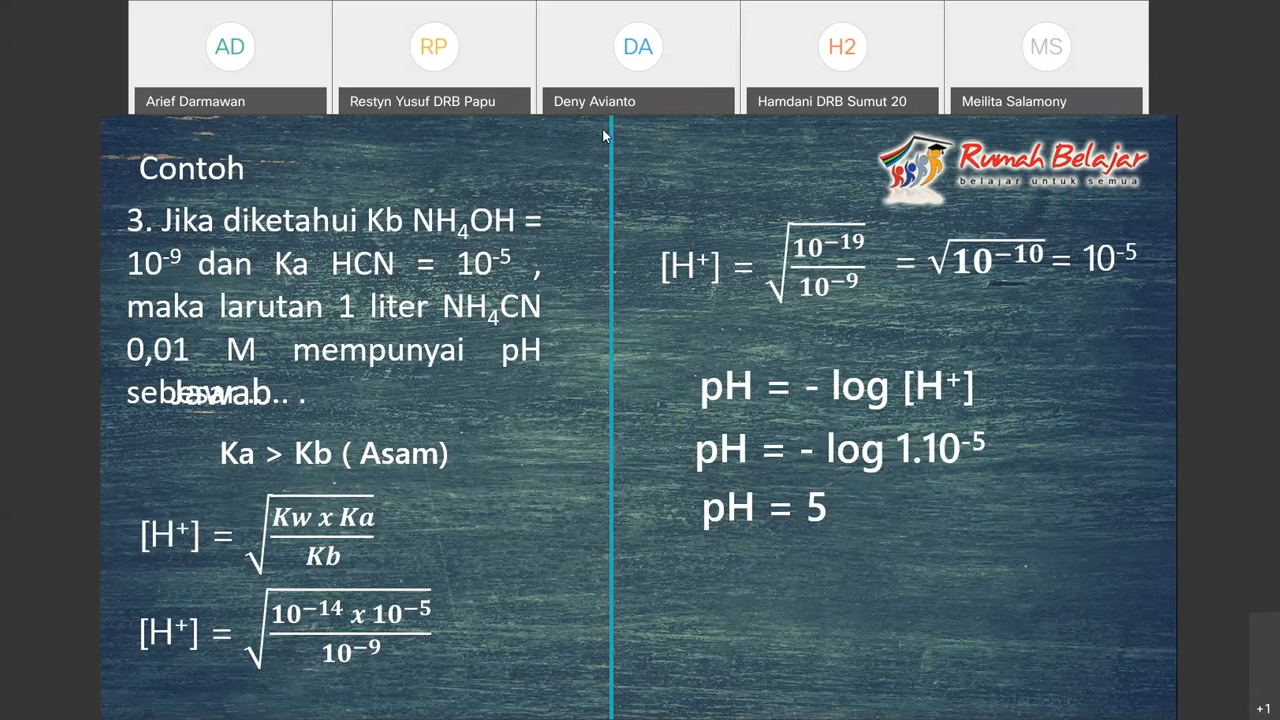 AD
RP
DA
H2
MS
Arief Darmawan
Restyn Yusuf DRB Papu
Deny Avianto
Hamdani DRB Sumut 20
Meilita Salamony
Contoh
3. Jika diketahui Kb NH₄OH =
10⁻⁹ dan Ka HCN = 10⁻⁵ ,
maka larutan 1 liter NH₄CN
0,01 M mempunyai pH
sebesar . . . .
Jawab
Ka > Kb ( Asam)
[H⁺] = √(Kw x Ka / Kb)
[H⁺] = √(10⁻¹⁴ x 10⁻⁵ / 10⁻⁹)
Rumah Belajar
belajar untuk semua
[H⁺] = √(10⁻¹⁹ / 10⁻⁹) = √10⁻¹⁰ = 10⁻⁵
pH = - log [H⁺]
pH = - log 1.10⁻⁵
pH = 5
+1